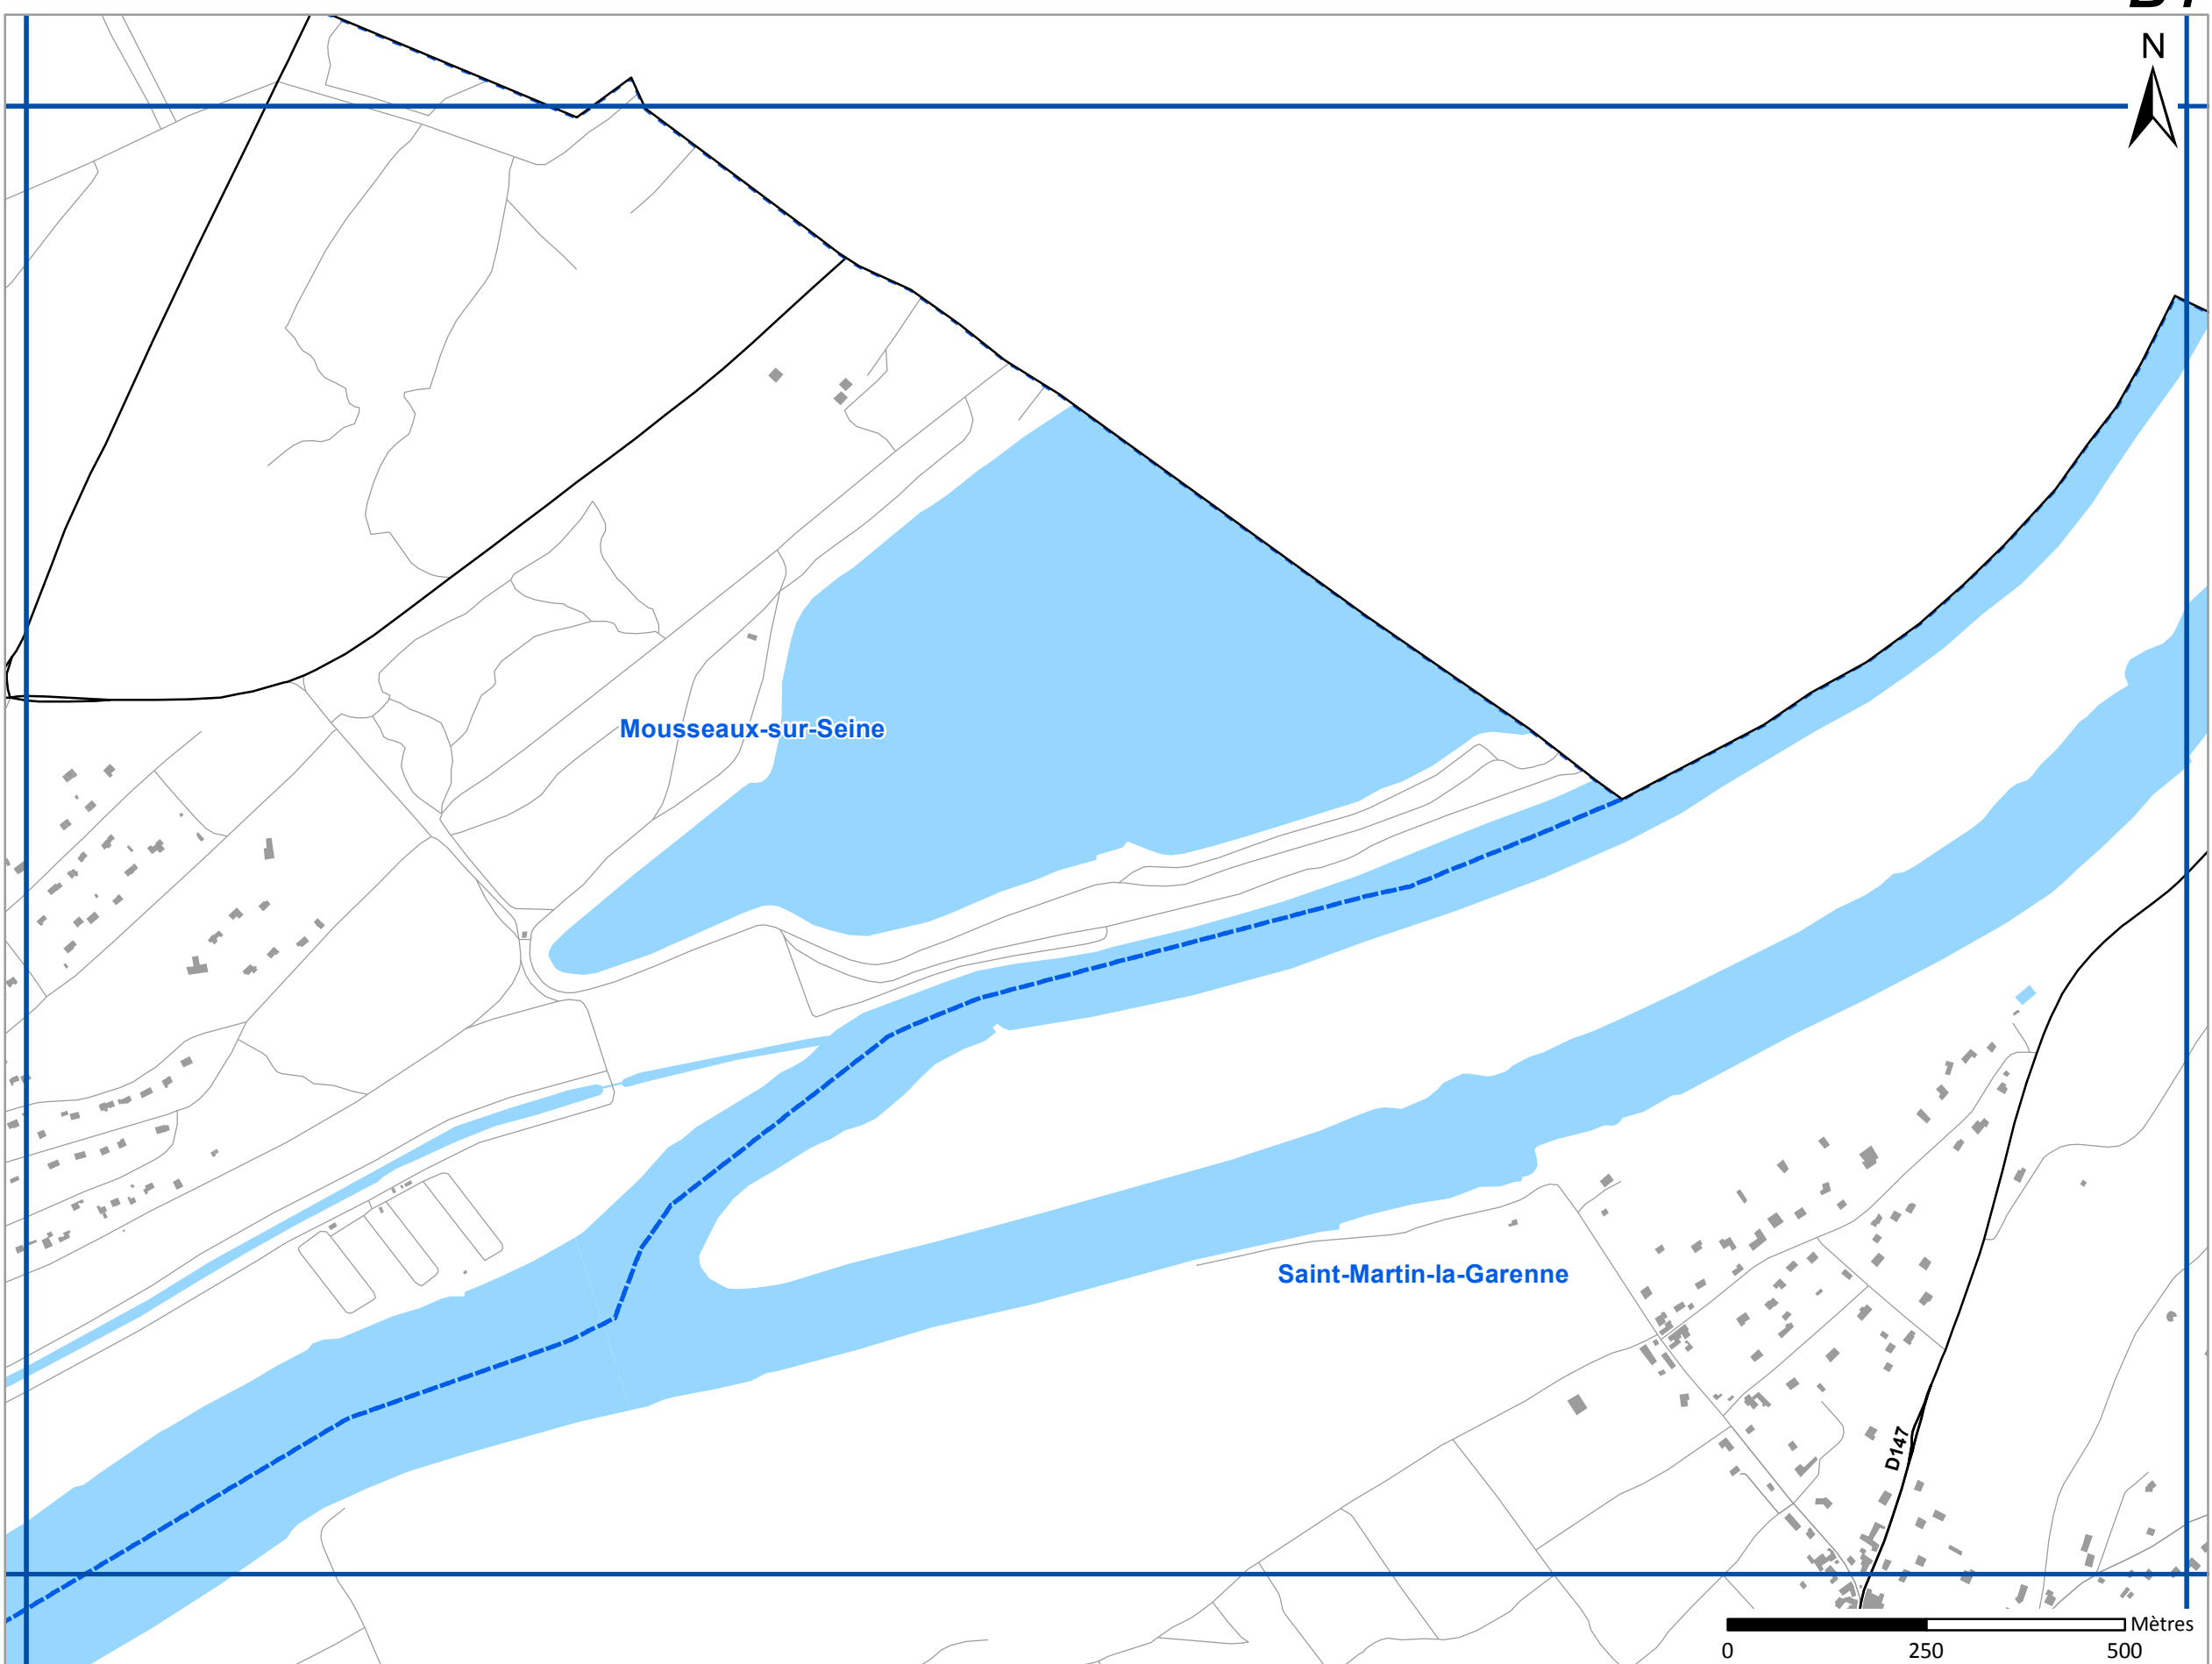 N
Mousseaux-sur-Seine
Saint-Martin-la-Garenne
D147
Mètres
0 250 500